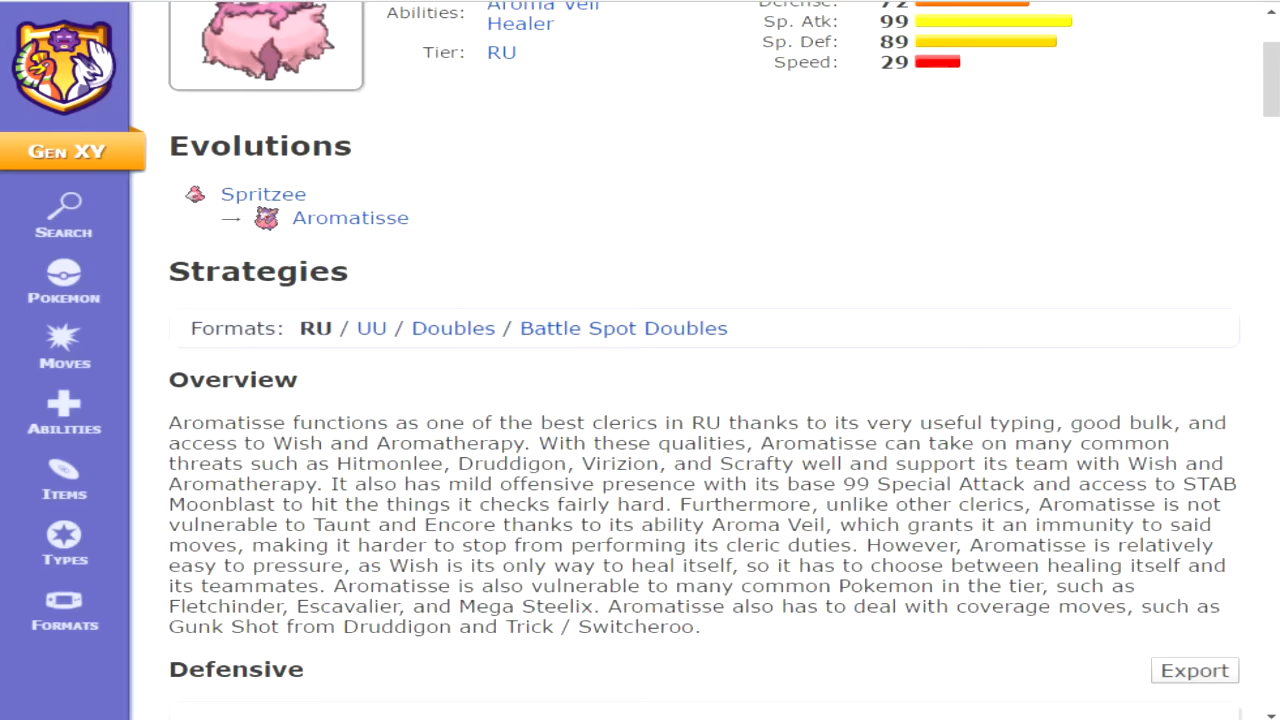 Abilities: Aroma Veil
Healer
Tier: RU
Defense: 72
Sp. Atk: 99
Sp. Def: 89
Speed: 29
GEN XY
SEARCH
POKEMON
MOVES
ABILITIES
ITEMS
TYPES
FORMATS
Evolutions
Spritzee
→ Aromatisse
Strategies
Formats: RU / UU / Doubles / Battle Spot Doubles
Overview
Aromatisse functions as one of the best clerics in RU thanks to its very useful typing, good bulk, and
access to Wish and Aromatherapy. With these qualities, Aromatisse can take on many common
threats such as Hitmonlee, Druddigon, Virizion, and Scrafty well and support its team with Wish and
Aromatherapy. It also has mild offensive presence with its base 99 Special Attack and access to STAB
Moonblast to hit the things it checks fairly hard. Furthermore, unlike other clerics, Aromatisse is not
vulnerable to Taunt and Encore thanks to its ability Aroma Veil, which grants it an immunity to said
moves, making it harder to stop from performing its cleric duties. However, Aromatisse is relatively
easy to pressure, as Wish is its only way to heal itself, so it has to choose between healing itself and
its teammates. Aromatisse is also vulnerable to many common Pokemon in the tier, such as
Fletchinder, Escavalier, and Mega Steelix. Aromatisse also has to deal with coverage moves, such as
Gunk Shot from Druddigon and Trick / Switcheroo.
Defensive
Export